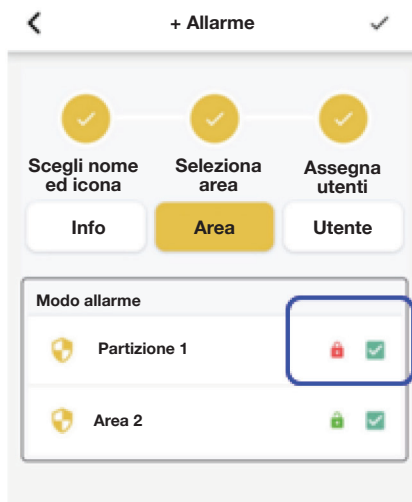 + Allarme
Scegli nome
ed icona
Seleziona
area
Assegna
utenti
Info
Area
Utente
Modo allarme
Partizione 1
Area 2